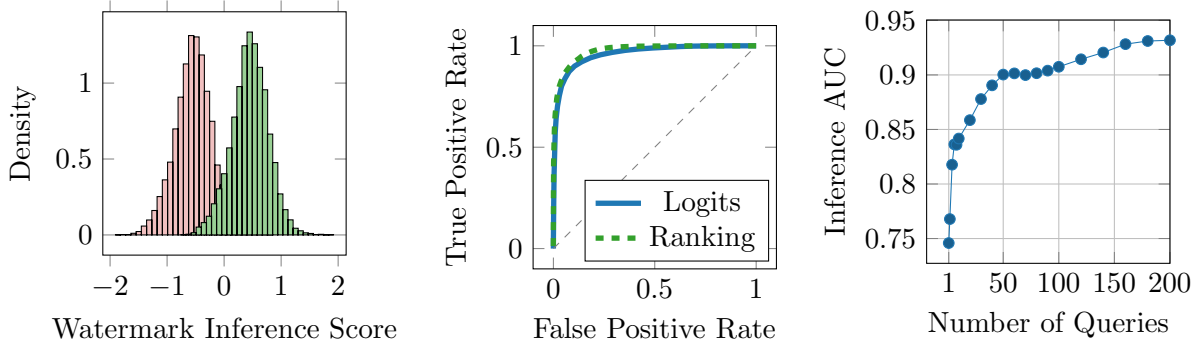 1
0.5
0
Density
−2 −1 0 1 2
Watermark Inference Score
1
0.5
0
True Positive Rate
Logits
Ranking
0 0.5 1
False Positive Rate
0.95
0.9
0.85
0.8
0.75
Inference AUC
1 50 100 150 200
Number of Queries